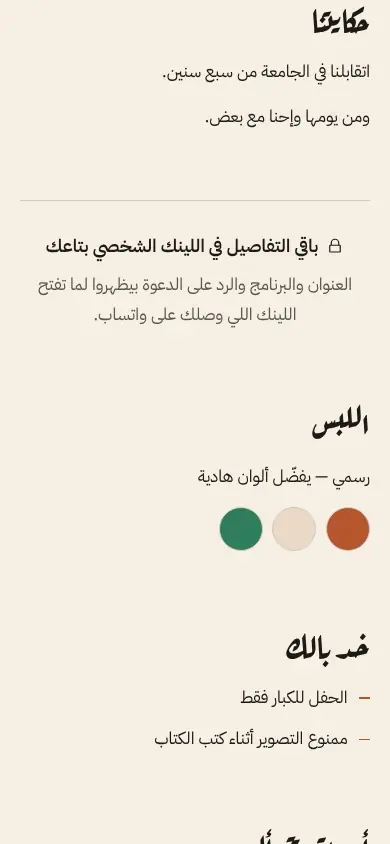 حكايتنا
اتقابلنا في الجامعة من سبع سنين.
ومن يومها وإحنا مع بعض.
باقي التفاصيل في اللينك الشخصي بتاعك
العنوان والبرنامج والرد على الدعوة بيظهروا لما تفتح
اللينك اللي وصلك على واتساب.
اللبس
رسمي — يفضّل ألوان هادية
خد بالك
— الحفل للكبار فقط
— ممنوع التصوير أثناء كتب الكتاب